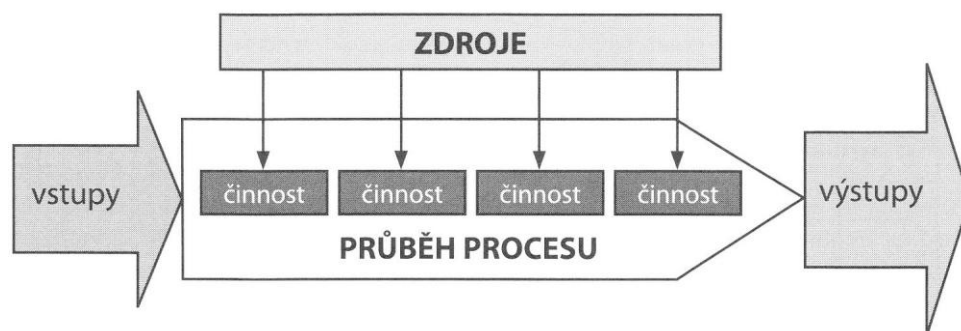 ZDROJE
vstupy
činnost
činnost
činnost
činnost
výstupy
PRŮBĚH PROCESU